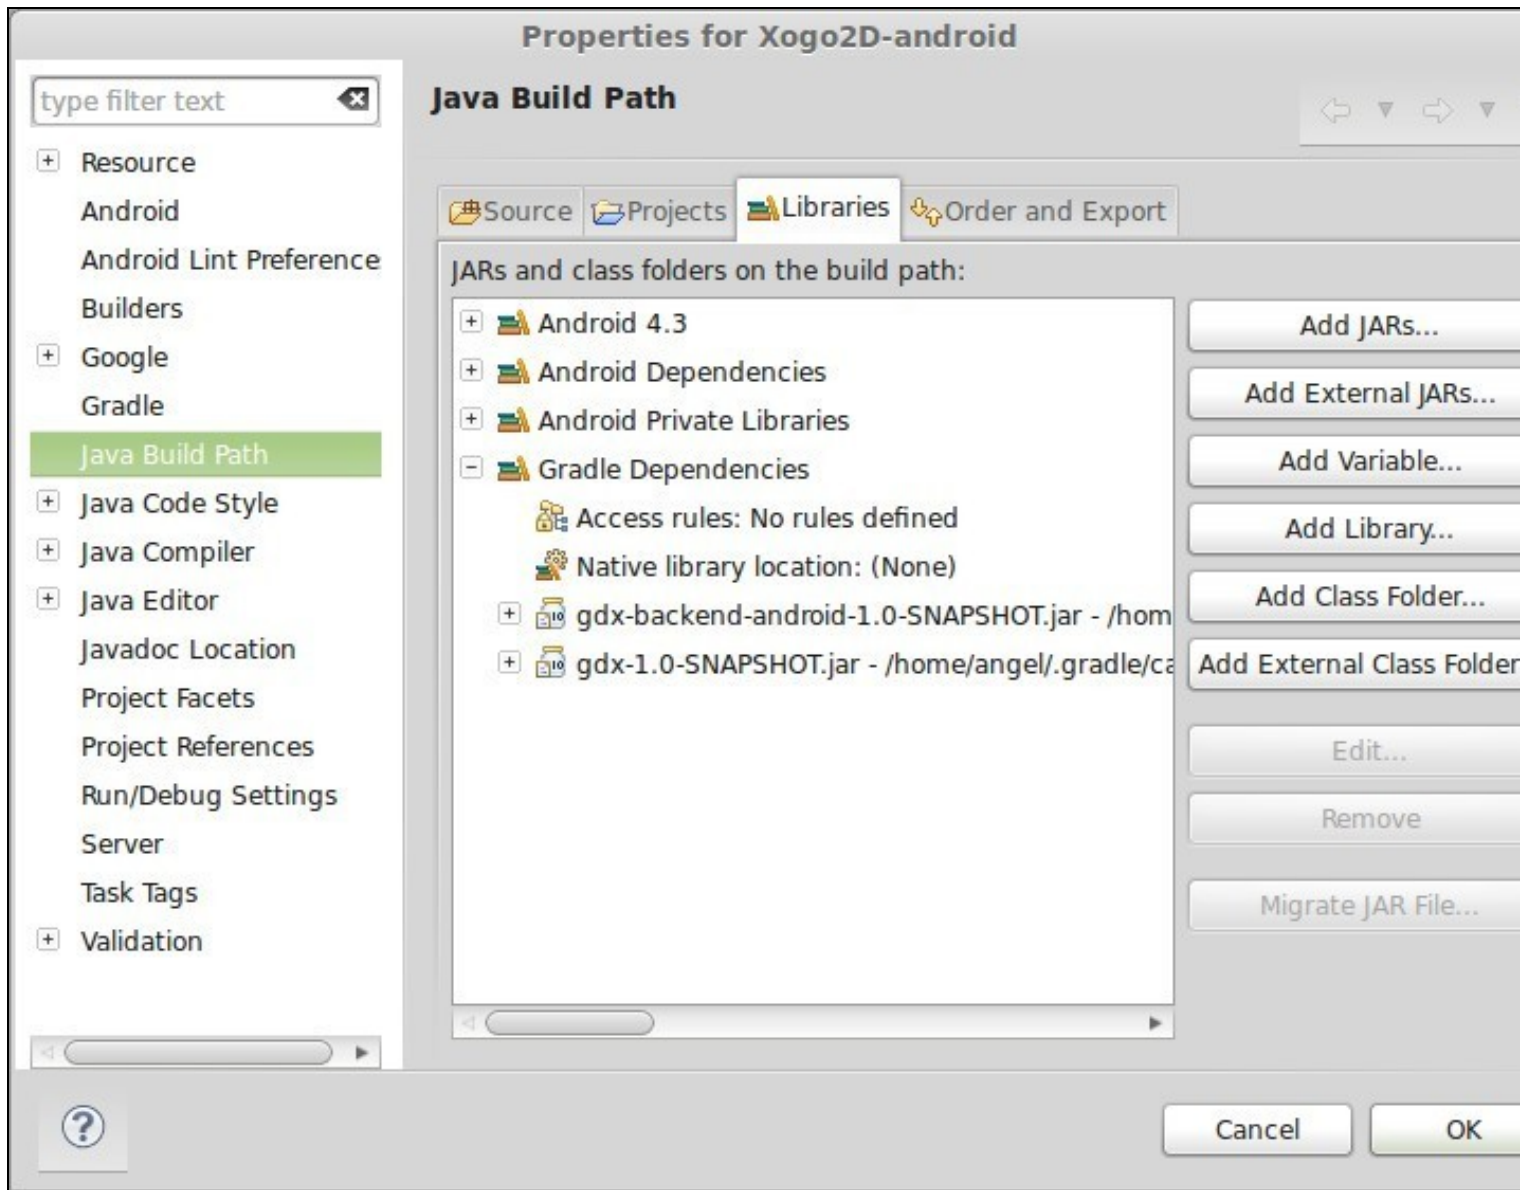 Properties for Xogo2D-android
type filter text
Resource
Android
Android Lint Preference
Builders
Google
Gradle
Java Build Path
Java Code Style
Java Compiler
Java Editor
Javadoc Location
Project Facets
Project References
Run/Debug Settings
Server
Task Tags
Validation
Java Build Path
Source Projects Libraries Order and Export
JARs and class folders on the build path:
Android 4.3
Android Dependencies
Android Private Libraries
Gradle Dependencies
Access rules: No rules defined
Native library location: (None)
gdx-backend-android-1.0-SNAPSHOT.jar - /hom
gdx-1.0-SNAPSHOT.jar - /home/angel/.gradle/ca
Add JARs...
Add External JARs...
Add Variable...
Add Library...
Add Class Folder...
Add External Class Folder
Edit...
Remove
Migrate JAR File...
?
Cancel
OK